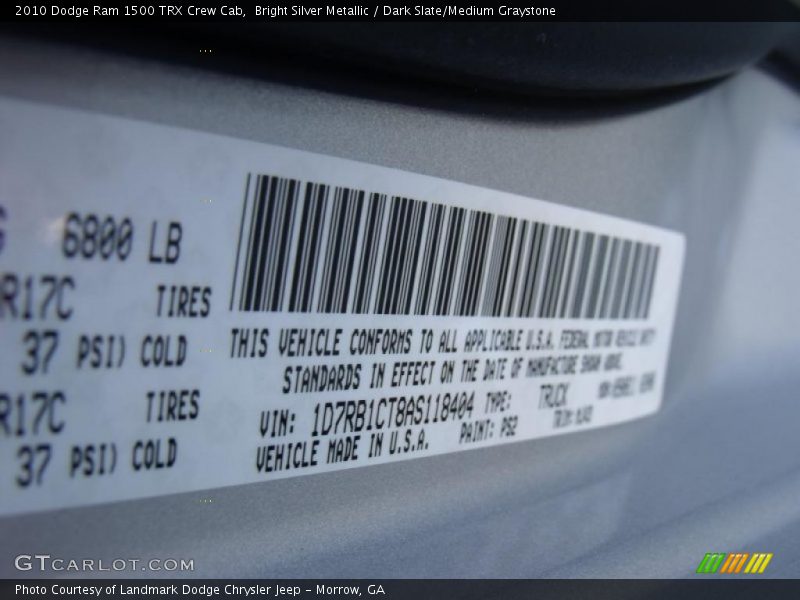 2010 Dodge Ram 1500 TRX Crew Cab, Bright Silver Metallic / Dark Slate/Medium Graystone
6800 LB
R17C TIRES
37 PSI) COLD
R17C TIRES
37 PSI) COLD
THIS VEHICLE CONFORMS TO ALL APPLICABLE U.S.A. FEDERAL MOTOR VEHICLE SAFETY
STANDARDS IN EFFECT ON THE DATE OF MANUFACTURE SHOWN ABOVE.
VIN: 1D7RB1CT8AS118404 TYPE: TRUCK
VEHICLE MADE IN U.S.A. PAINT: PS2 TRIM:
GTCARLOT.COM
Photo Courtesy of Landmark Dodge Chrysler Jeep – Morrow, GA